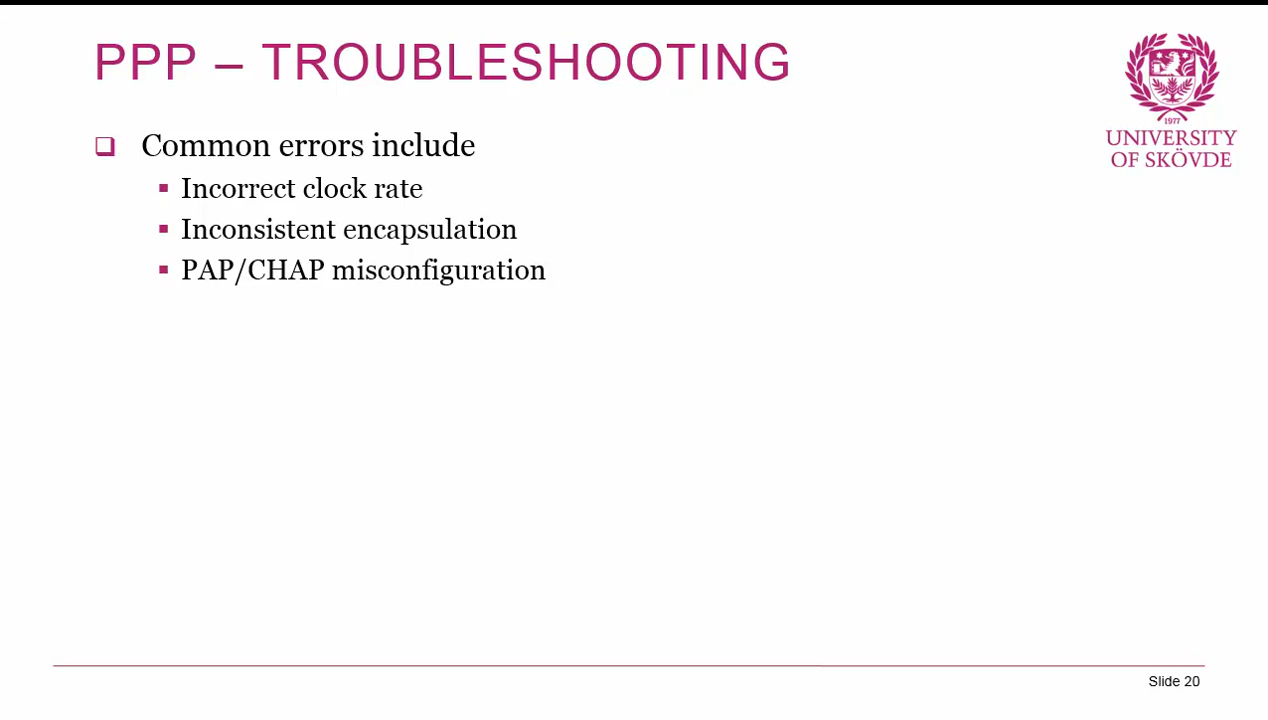 PPP – TROUBLESHOOTING
1977
UNIVERSITY
OF SKÖVDE
Common errors include
Incorrect clock rate
Inconsistent encapsulation
PAP/CHAP misconfiguration
Slide 20